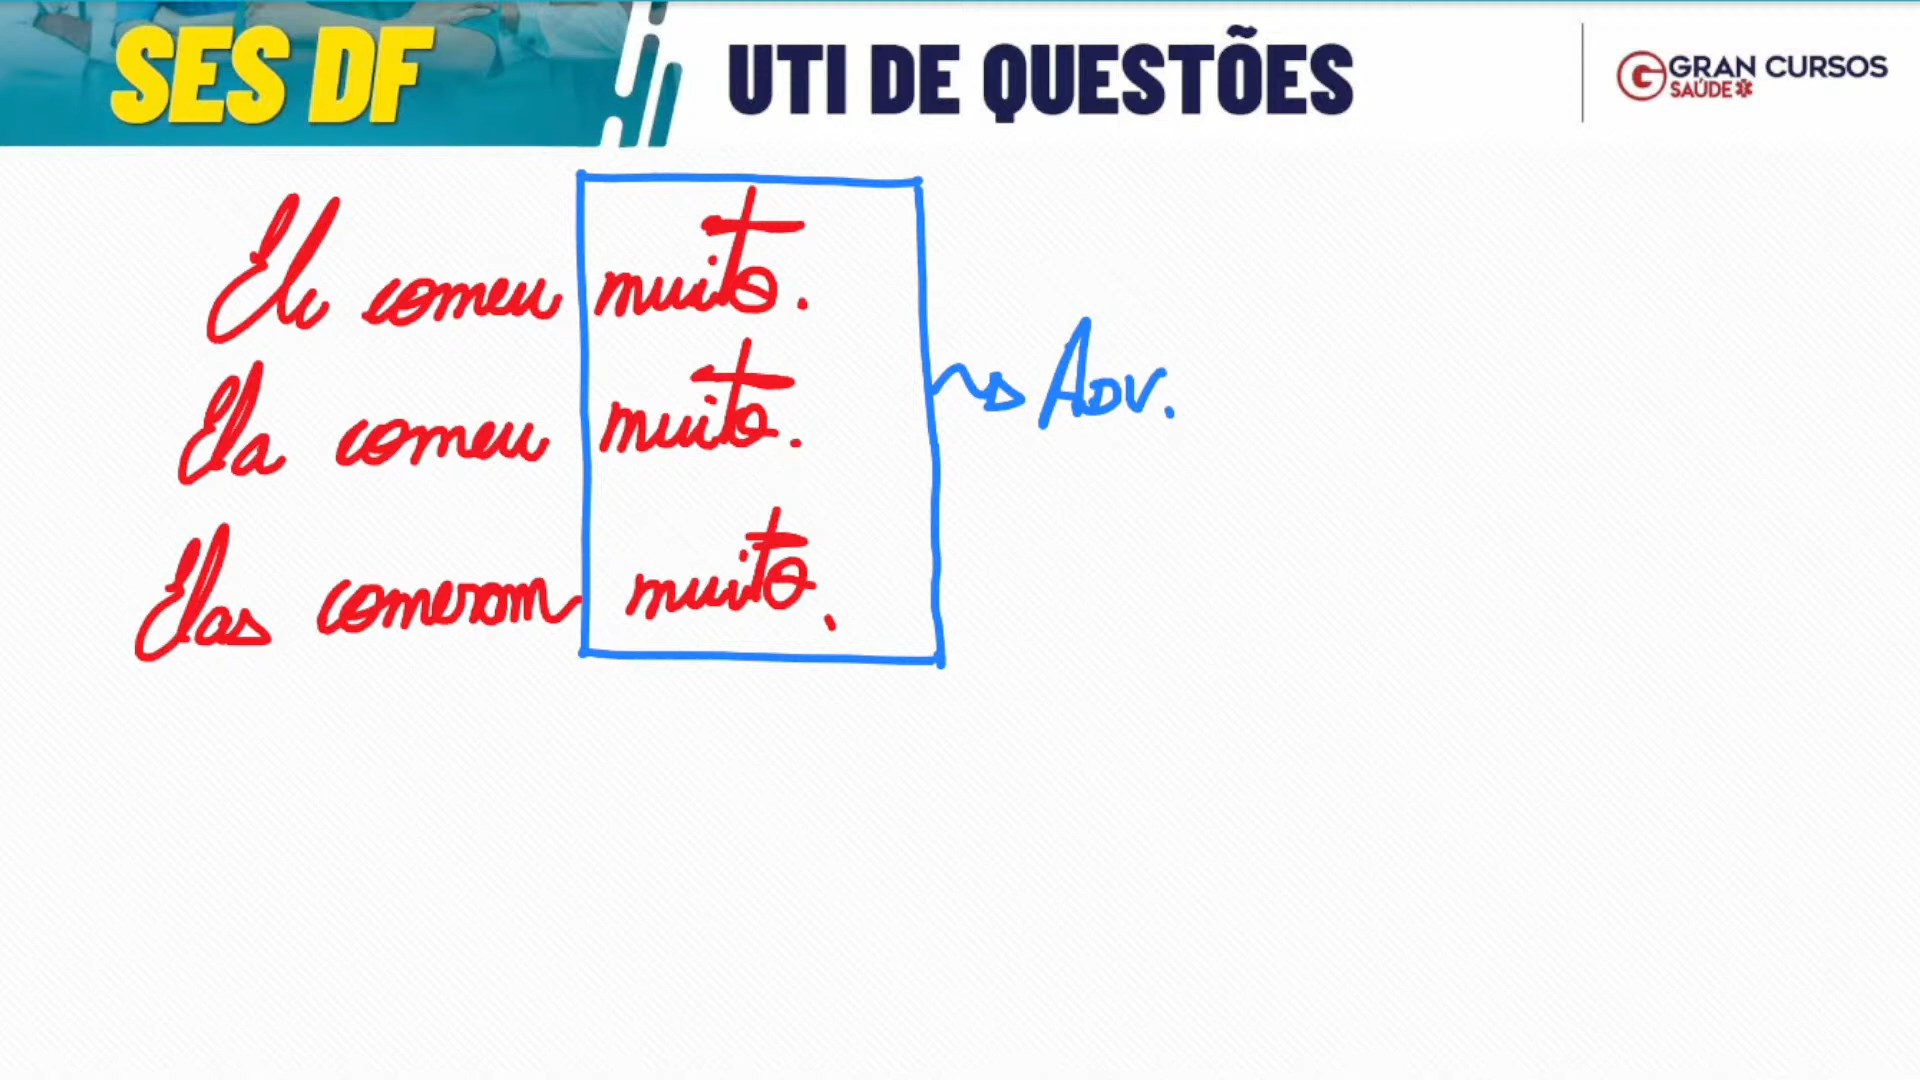 SES DF
UTI DE QUESTÕES
GRAN CURSOS
SAÚDE
Ele comeu muito.
Ela comeu muito.
Elas comeram muito.
ADV.